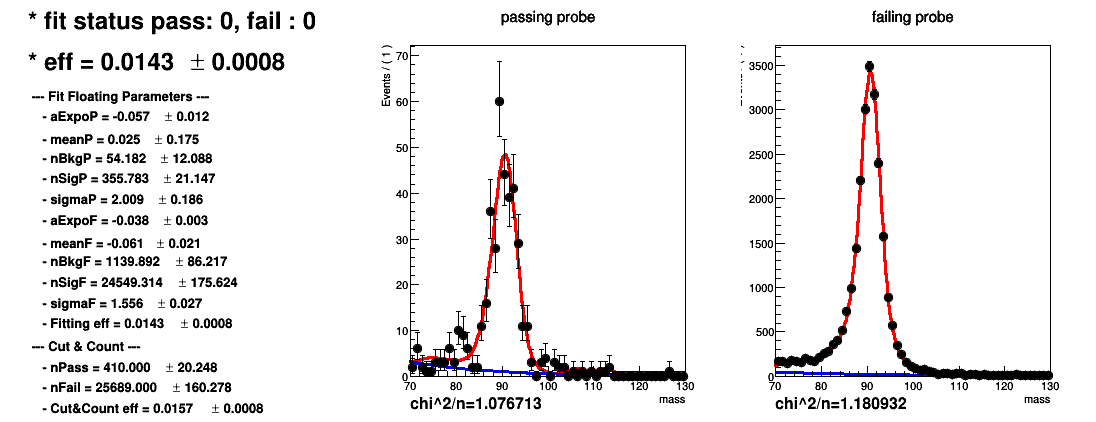 * fit status pass: 0, fail : 0
* eff = 0.0143 ± 0.0008
--- Fit Floating Parameters ---
- aExpoP = -0.057 ± 0.012
- meanP = 0.025 ± 0.175
- nBkgP = 54.182 ± 12.088
- nSigP = 355.783 ± 21.147
- sigmaP = 2.009 ± 0.186
- aExpoF = -0.038 ± 0.003
- meanF = -0.061 ± 0.021
- nBkgF = 1139.892 ± 86.217
- nSigF = 24549.314 ± 175.624
- sigmaF = 1.556 ± 0.027
- Fitting eff = 0.0143 ± 0.0008
--- Cut & Count ---
- nPass = 410.000 ± 20.248
- nFail = 25689.000 ± 160.278
- Cut&Count eff = 0.0157 ± 0.0008
passing probe
Events / ( 1 )
70
60
50
40
30
20
10
0
70 80 90 100 110 120 130
mass
chi^2/n=1.076713
failing probe
3500
3000
2500
2000
1500
1000
500
0
70 80 90 100 110 120 130
mass
chi^2/n=1.180932